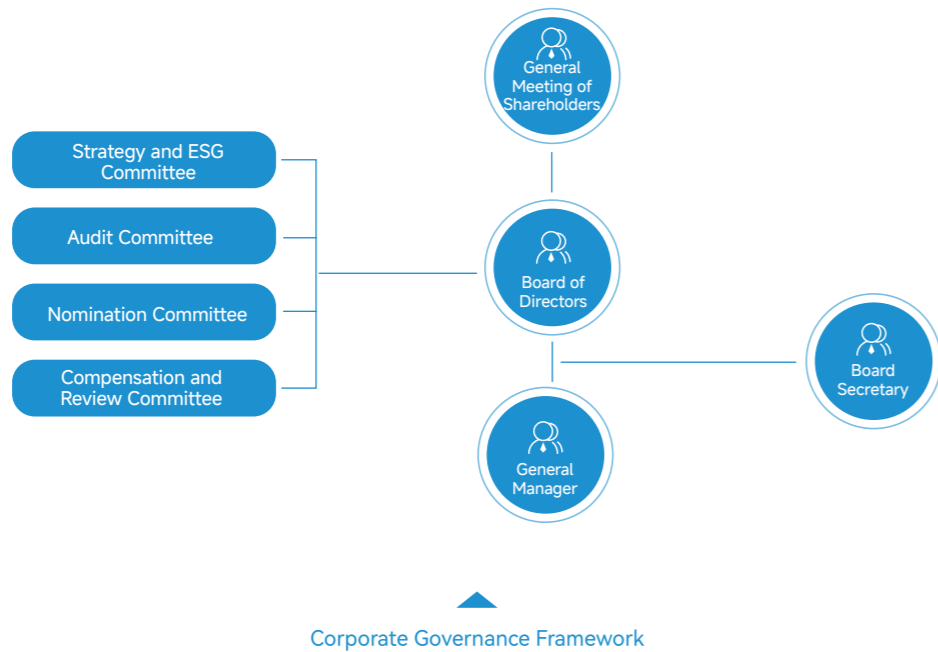 General
Meeting of
Shareholders
Strategy and ESG
Committee
Audit Committee
Nomination Committee
Compensation and
Review Committee
Board of
Directors
Board
Secretary
General
Manager
Corporate Governance Framework